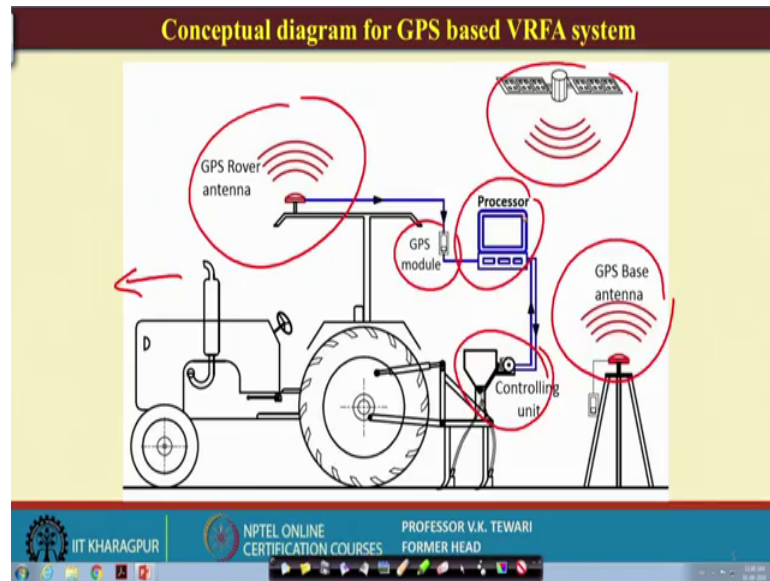 Conceptual diagram for GPS based VRFA system
GPS Rover
antenna
GPS
module
Processor
GPS Base
antenna
Controlling
unit
D
IIT KHARAGPUR
NPTEL ONLINE
CERTIFICATION COURSES
PROFESSOR V.K. TEWARI
FORMER HEAD